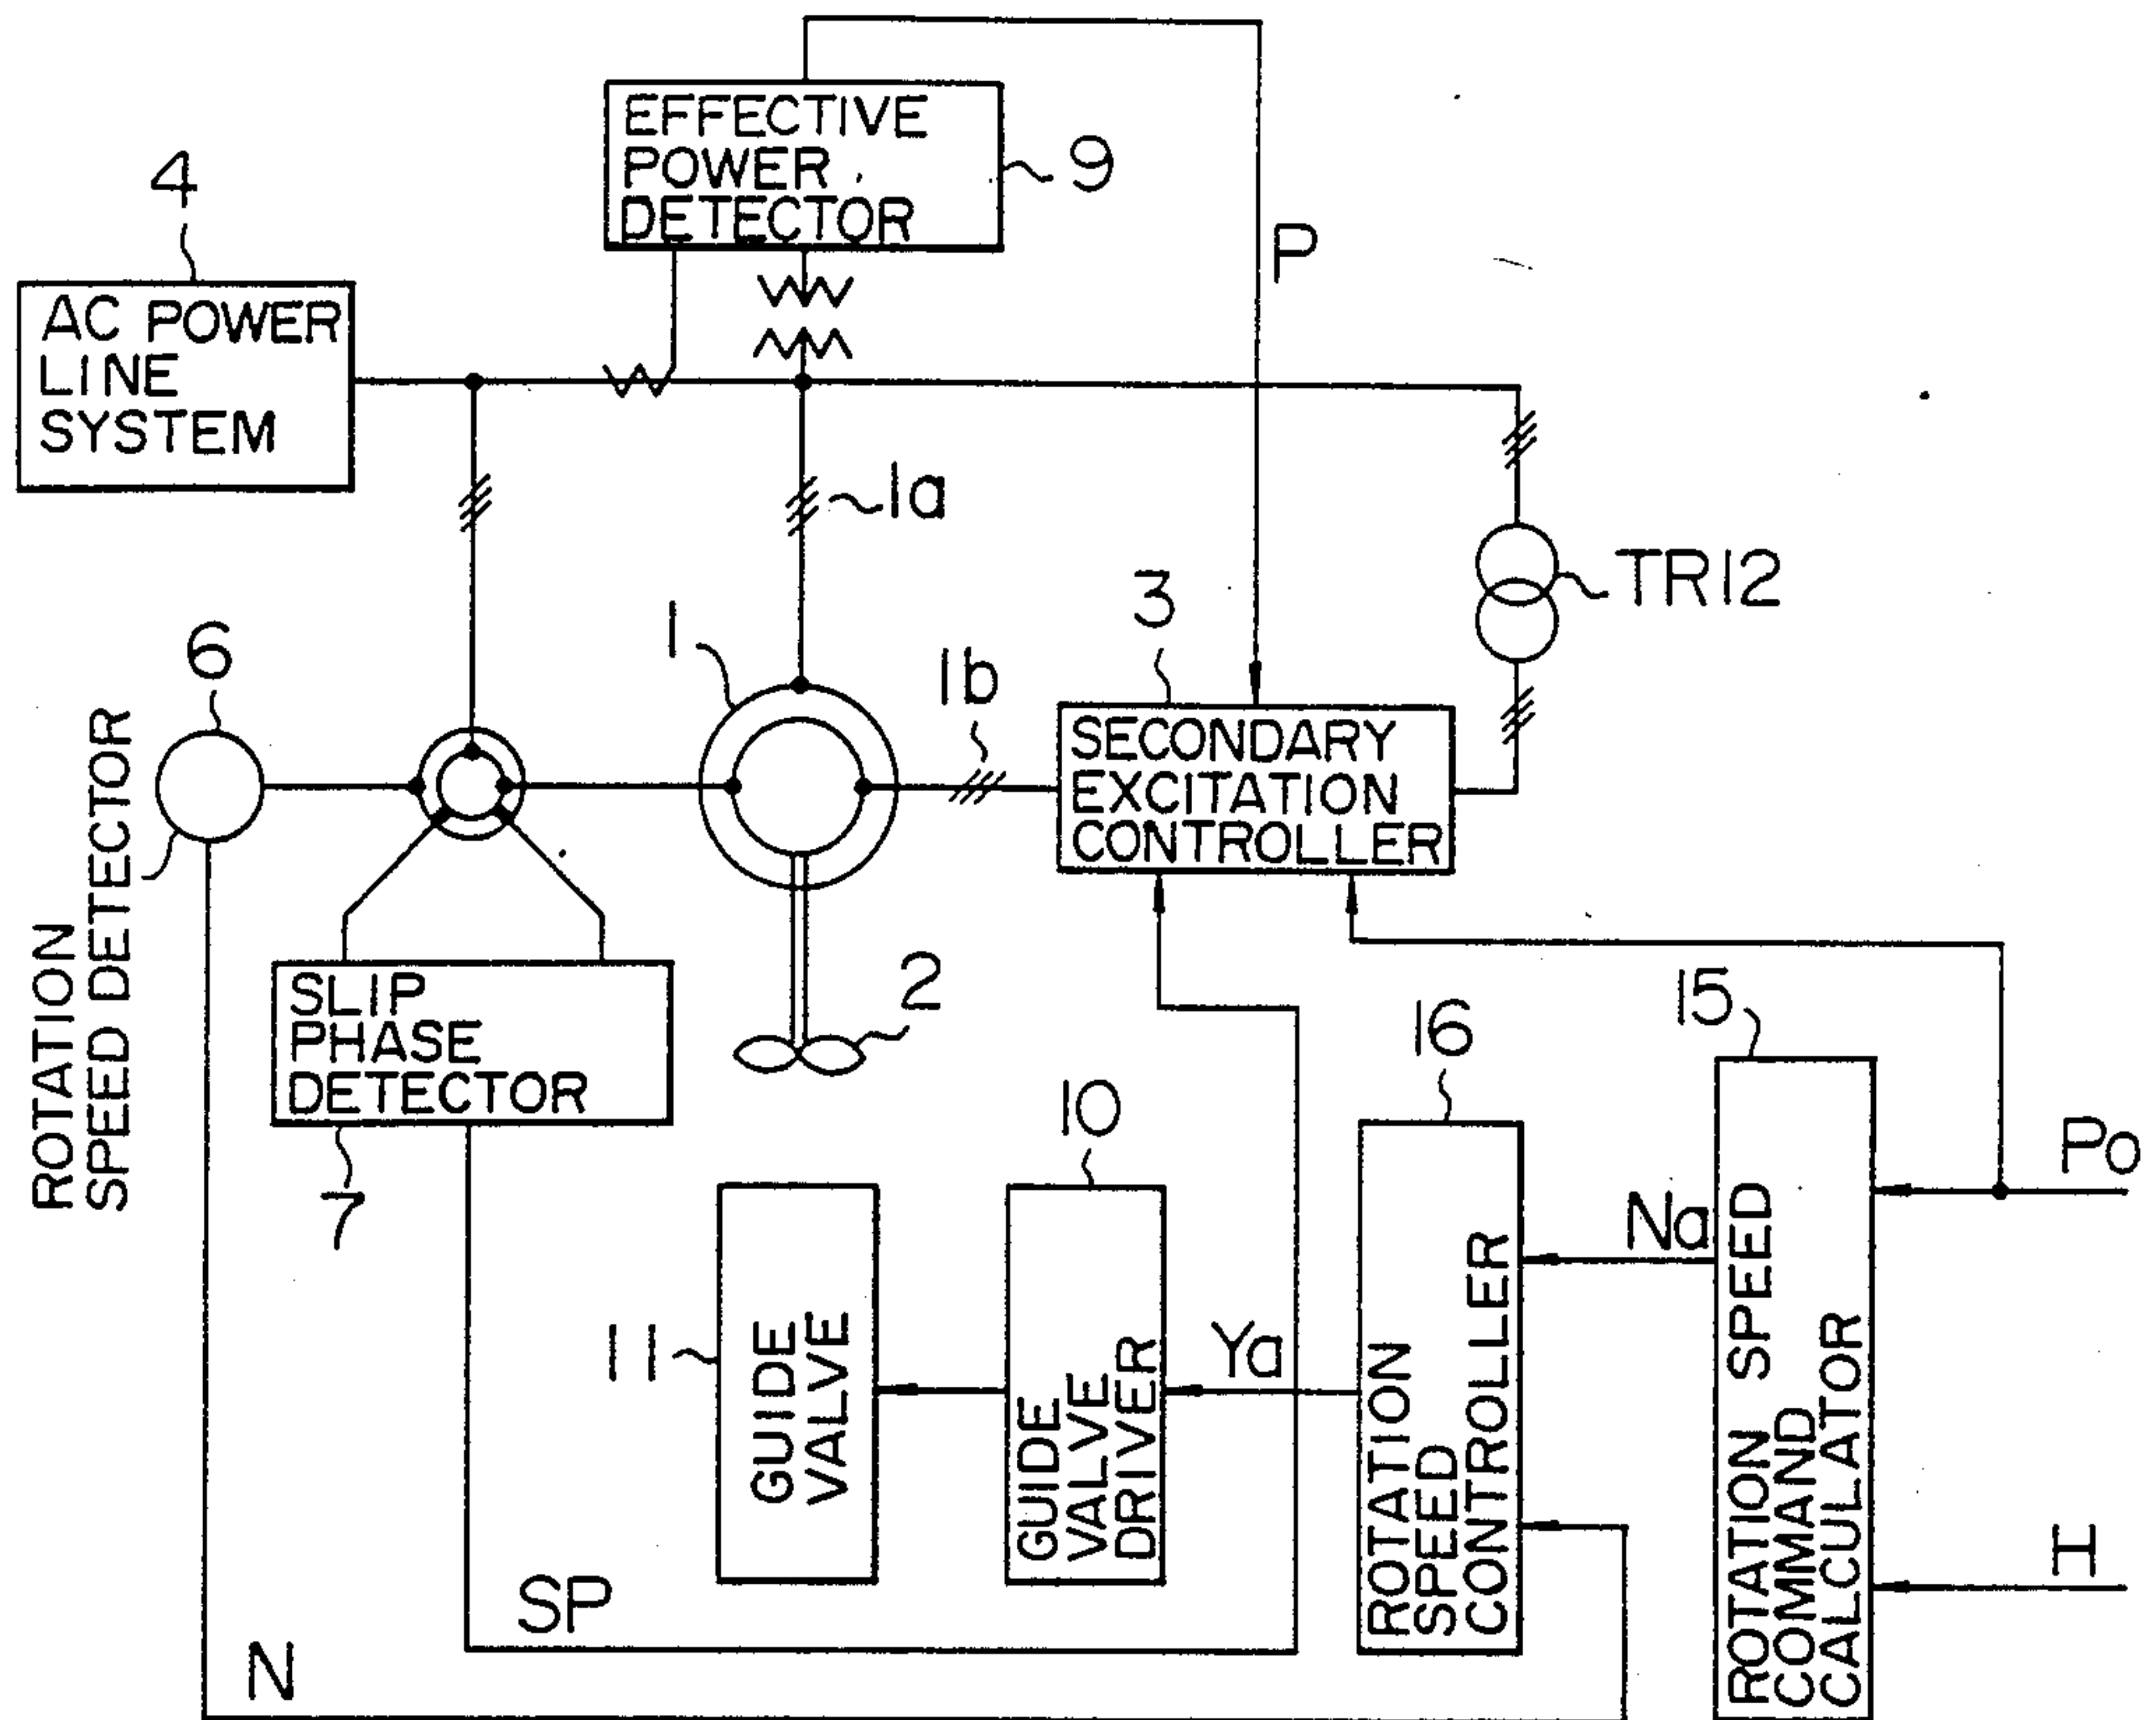 EFFECTIVE
POWER
DETECTOR
9
P
4
AC POWER
LINE
SYSTEM
1a
TR12
3
1
1b
6
SECONDARY
EXCITATION
CONTROLLER
ROTATION
SPEED DETECTOR
2
SLIP
PHASE
DETECTOR
7
15
16
10
Po
Na
Ya
11
GUIDE
VALVE
GUIDE
VALVE
DRIVER
ROTATION
SPEED
CONTROLLER
ROTATION SPEED
COMMAND
CALCULATOR
H
SP
N